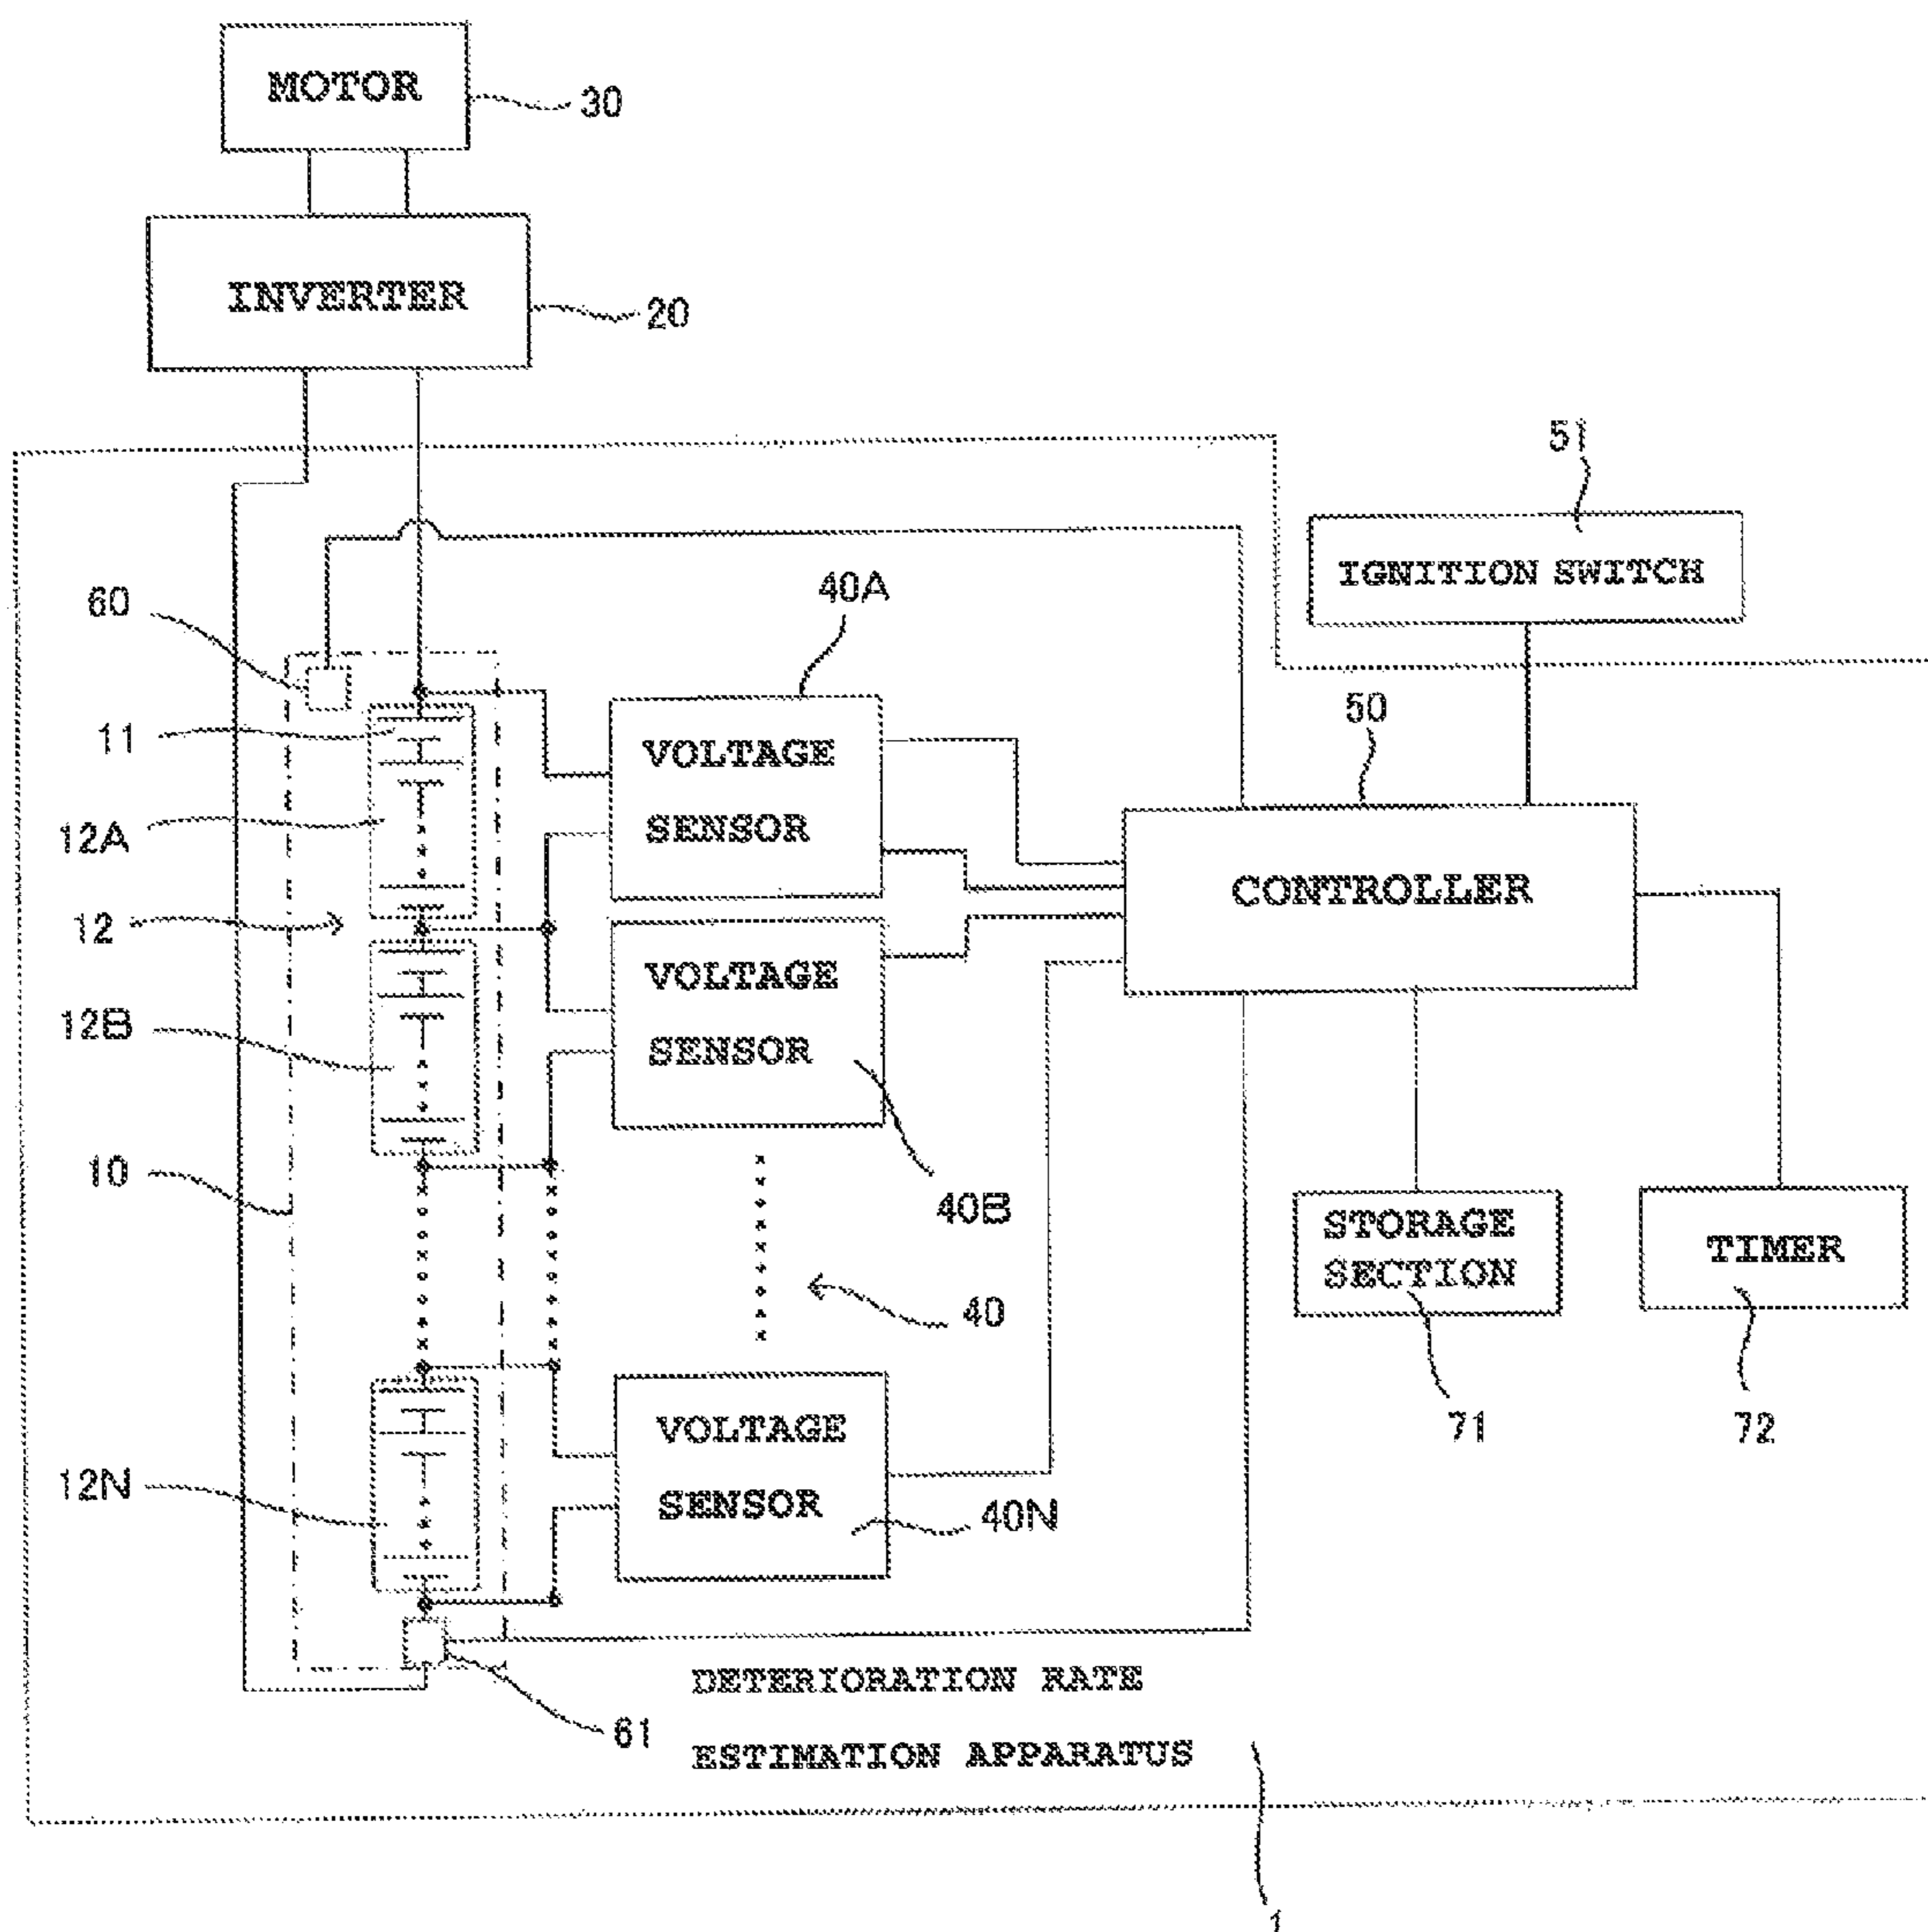 MOTOR
30
INVERTER
20
51
IGNITION SWITCH
60
40A
11
VOLTAGE
SENSOR
50
12A
CONTROLLER
12
VOLTAGE
SENSOR
12B
10
40B
STORAGE
SECTION
TIMER
40
71
72
VOLTAGE
SENSOR
12N
40N
61
DETERIORATION RATE
ESTIMATION APPARATUS
1